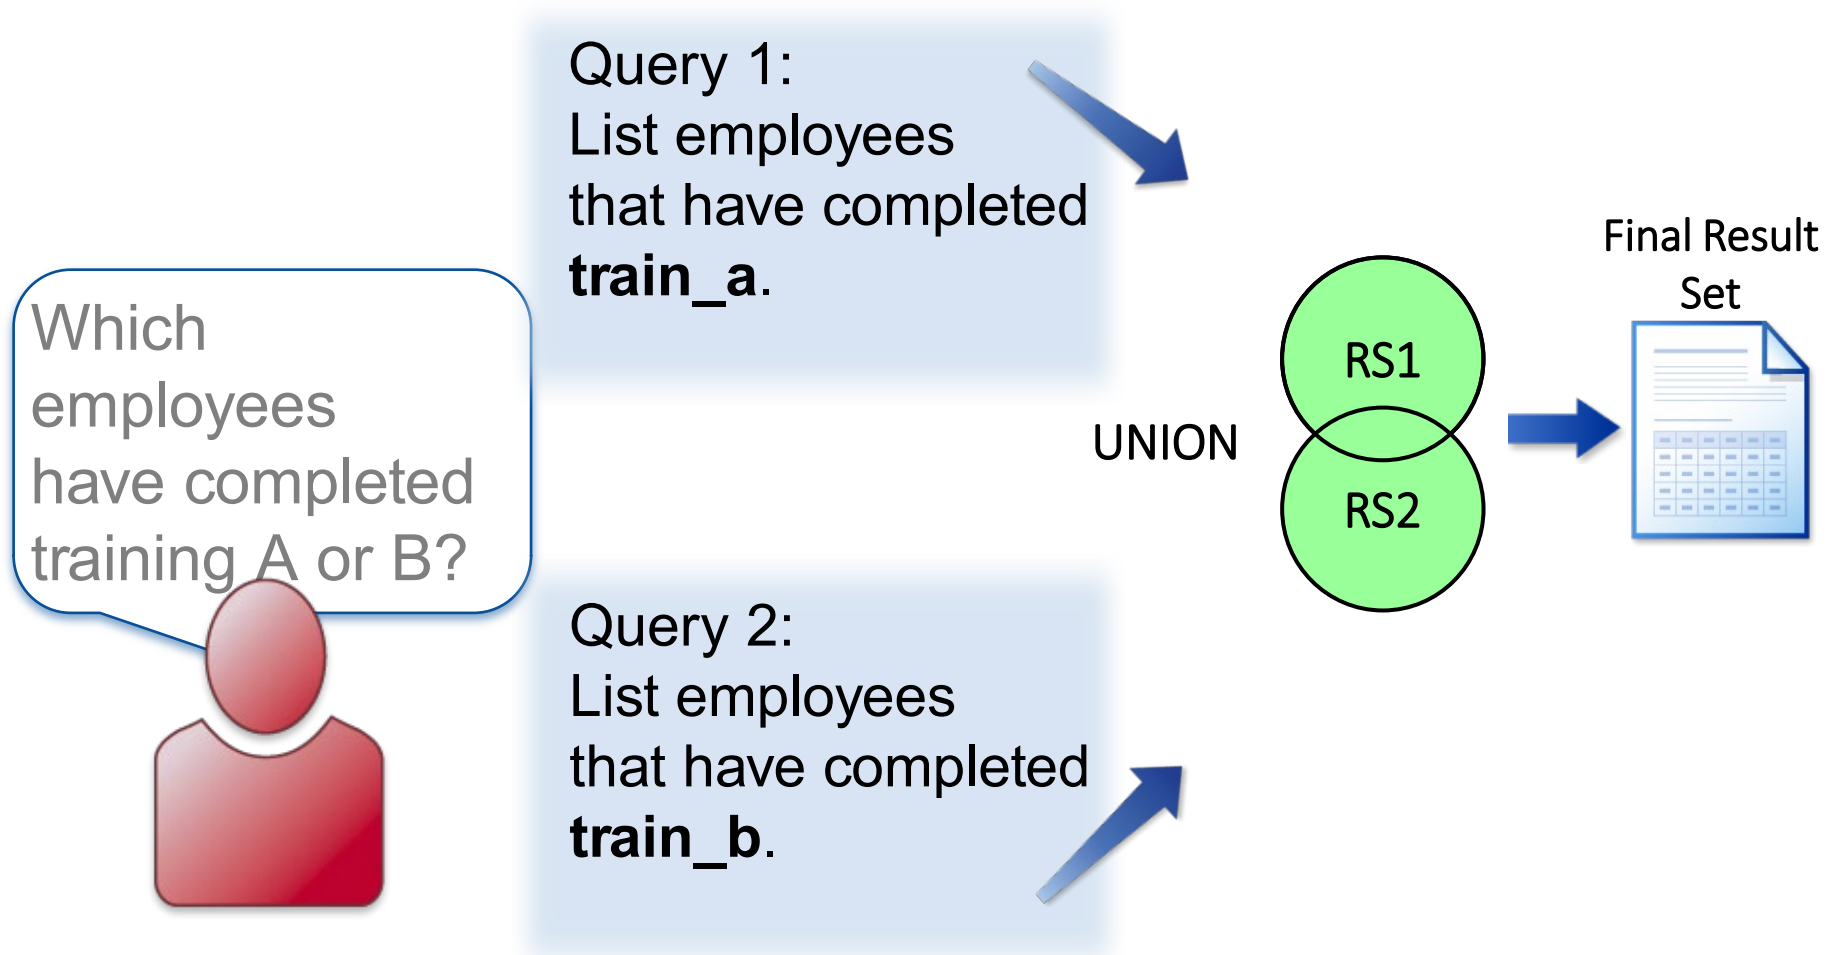 Which
employees
have completed
training A or B?
Query 1:
List employees
that have completed
train_a.
Query 2:
List employees
that have completed
train_b.
UNION
RS1
RS2
Final Result
Set